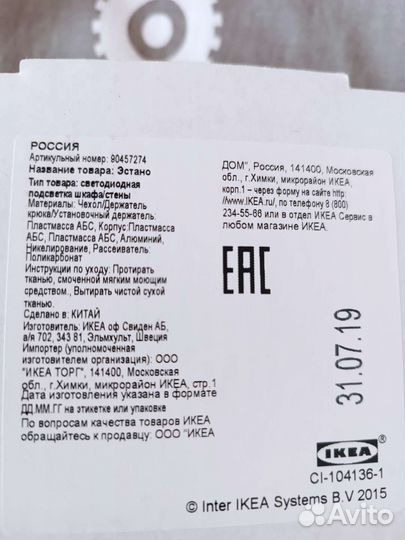 РОССИЯ
Артикульный номер: 90457274
Название товара: Эстано
Тип товара: светодиодная
подсветка шкафа/стены
Материалы: Чехол/Держатель
крюка/Установочный держатель:
Пластмасса АБС, Корпус:Пластмасса
АБС, Пластмасса АБС, Алюминий,
Никелирование, Рассеиватель:
Поликарбонат
Инструкции по уходу: Протирать
тканью, смоченной мягким моющим
средством., Вытирать чистой сухой
тканью.
Сделано в: КИТАЙ
Изготовитель: ИКЕА оф Свиден АБ,
а/я 702, 343 81, Эльмхульт, Швеция
Импортер (уполномоченная
изготовителем организация): ООО
"ИКЕА ТОРГ", 141400, Московская
обл., г.Химки, микрорайон ИКЕА, стр.1
Дата изготовления указана в формате
ДД.ММ.ГГ на этикетке или упаковке
По вопросам качества товаров ИКЕА
обращайтесь к продавцу: ООО "ИКЕА
ДОМ", Россия, 141400, Московская
обл., г.Химки, микрорайон ИКЕА,
корп.1 – через форму на сайте http:
//www.IKEA.ru/, по телефону 8 (800)
234-55-66 или в отдел ИКЕА Сервис в
любом магазине ИКЕА.
EAC
31.07.19
IKEA®
CI-104136-1
© Inter IKEA Systems B.V 2015
Avito